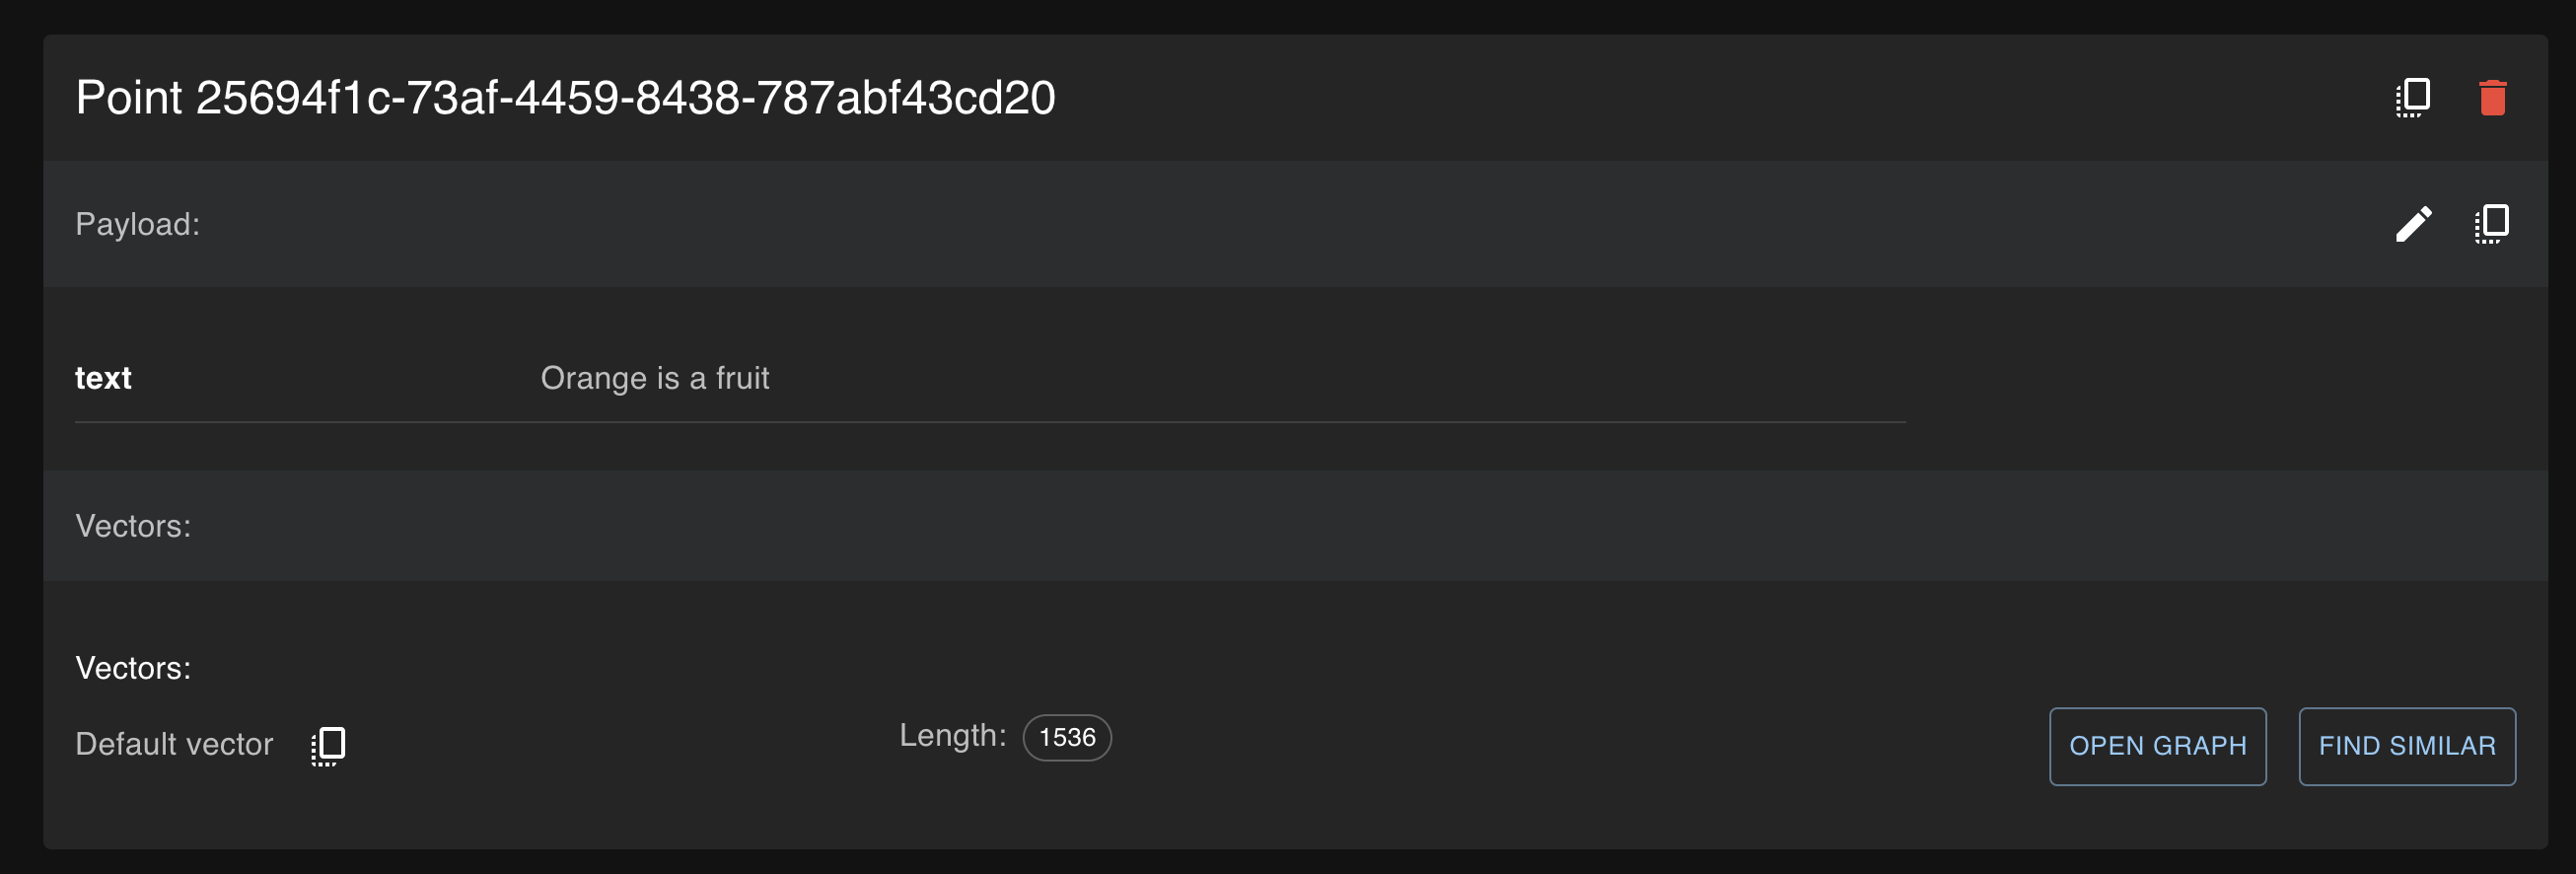 Point 25694f1c-73af-4459-8438-787abf43cd20
Payload:
text Orange is a fruit
Vectors:
Vectors:
Default vector Length: 1536 OPEN GRAPH FIND SIMILAR